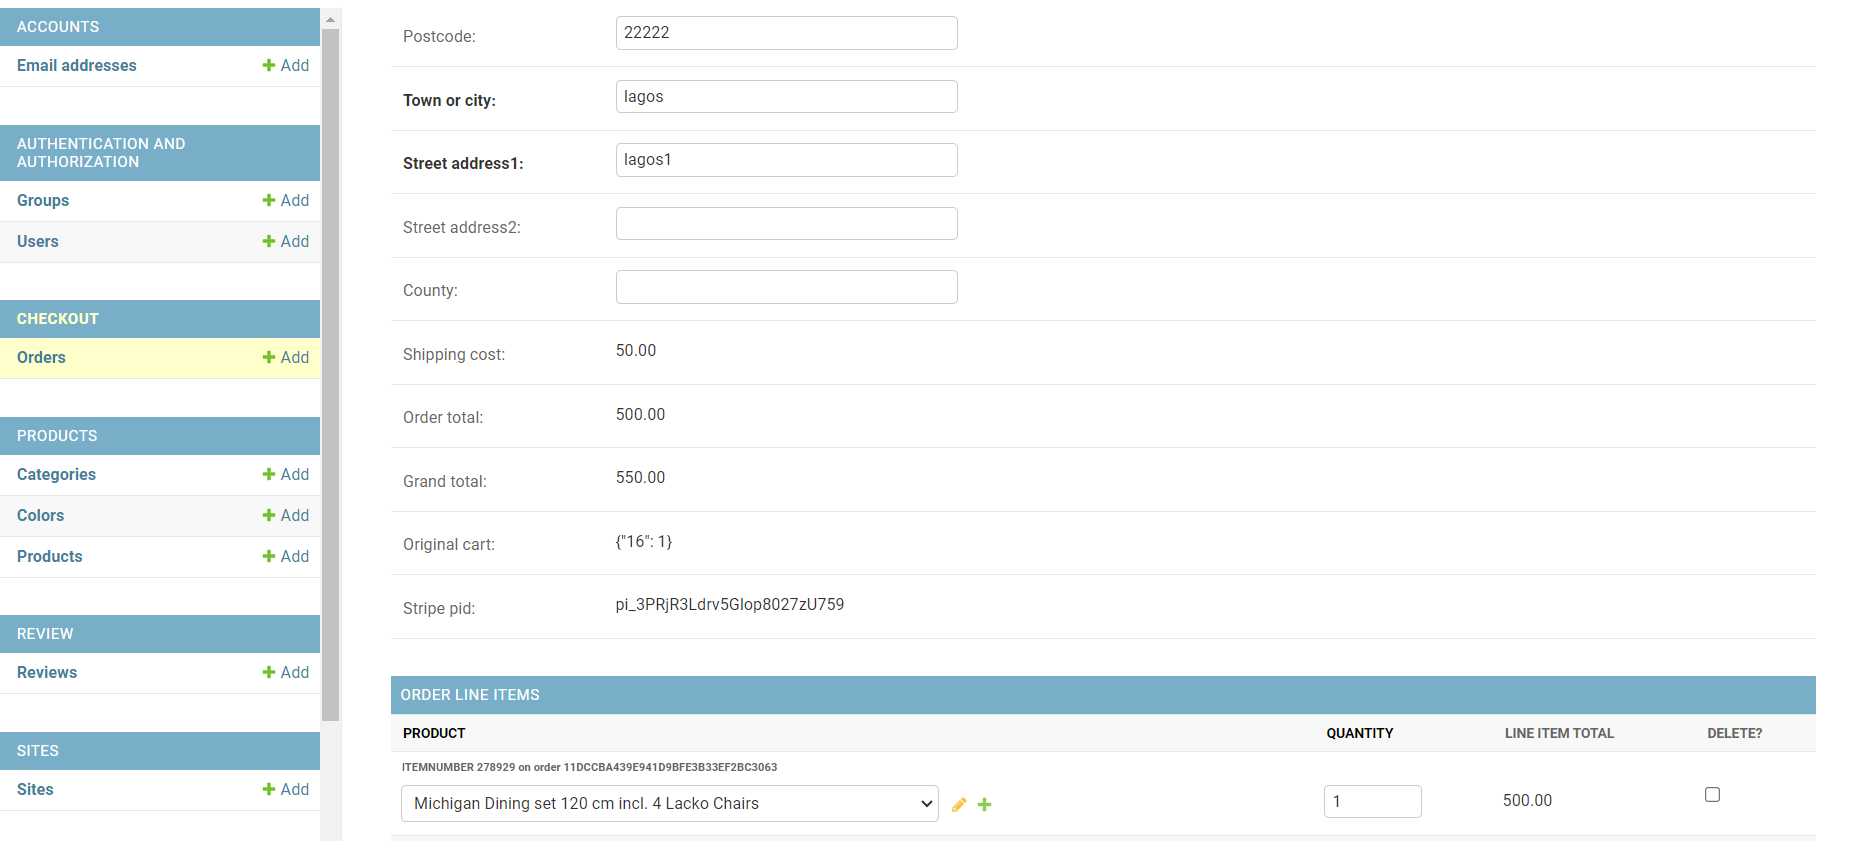 ACCOUNTS
Email addresses Add
AUTHENTICATION AND
AUTHORIZATION
Groups Add
Users Add
CHECKOUT
Orders Add
PRODUCTS
Categories Add
Colors Add
Products Add
REVIEW
Reviews Add
SITES
Sites Add
Postcode: 22222
Town or city: lagos
Street address1: lagos1
Street address2:
County:
Shipping cost: 50.00
Order total: 500.00
Grand total: 550.00
Original cart: {"16": 1}
Stripe pid: pi_3PRjR3Ldrv5Glop8027zU759
ORDER LINE ITEMS
PRODUCT QUANTITY LINE ITEM TOTAL DELETE?
ITEMNUMBER 278929 on order 11DCCBA439E941D9BFE3B33EF2BC3063
Michigan Dining set 120 cm incl. 4 Lacko Chairs 1 500.00